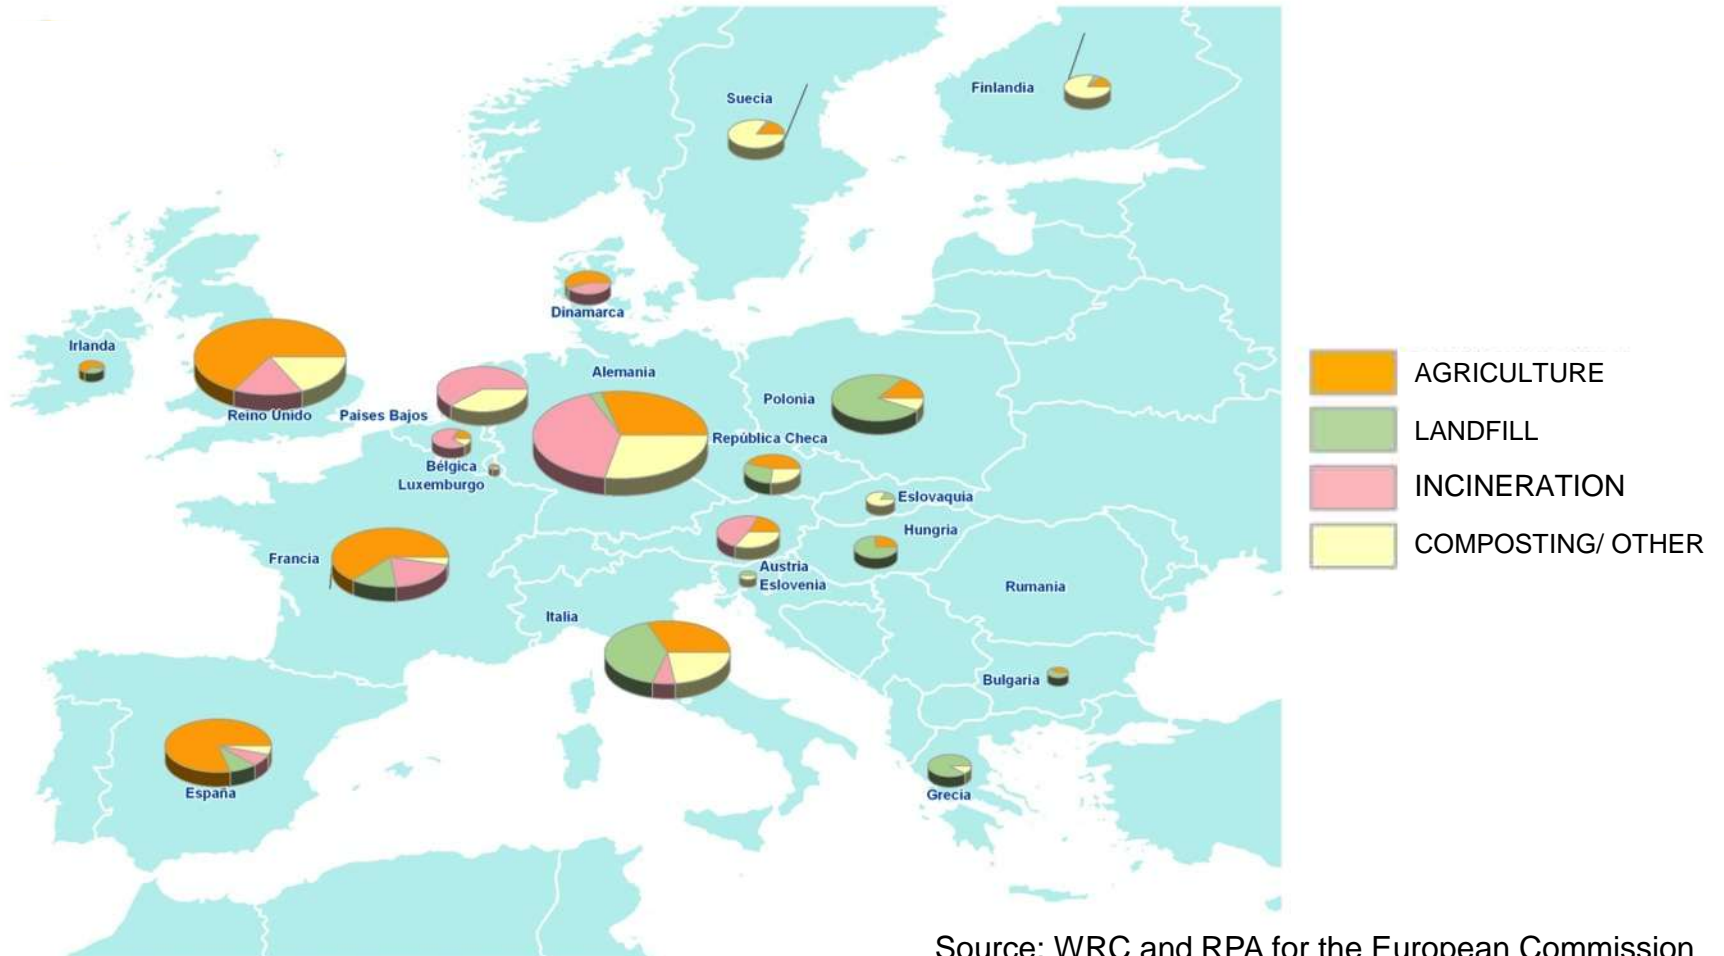 Suecia
Finlandia
Dinamarca
Irlanda
Reino Unido
Paises Bajos
Alemania
Polonia
República Checa
Bélgica
Luxemburgo
Eslovaquia
Hungria
Francia
Austria
Eslovenia
Rumania
Italia
Bulgaria
España
Grecia
AGRICULTURE
LANDFILL
INCINERATION
COMPOSTING/ OTHER
Source: WRC and RPA for the European Commission